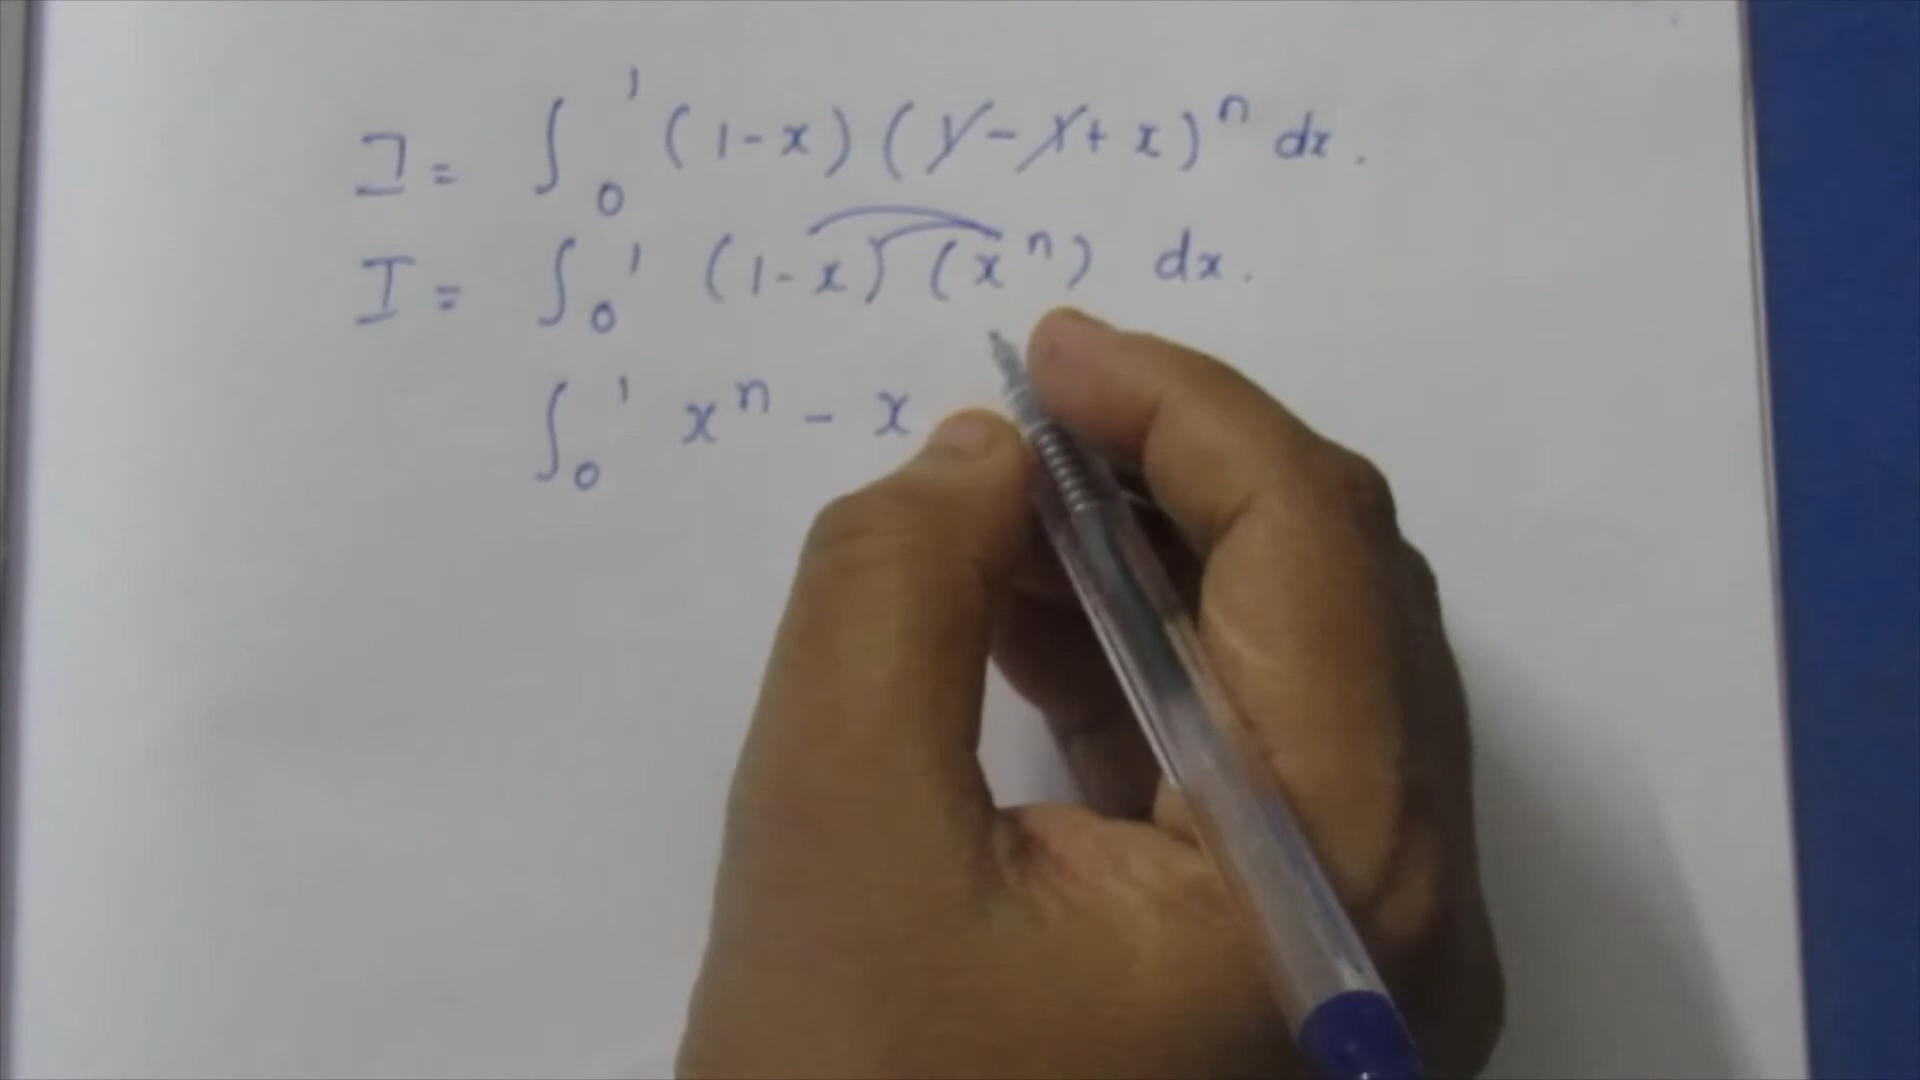 I = ∫₀¹ (1-x) (1-1+x)ⁿ dx.
I = ∫₀¹ (1-x) (xⁿ) dx.
∫₀¹ xⁿ - x